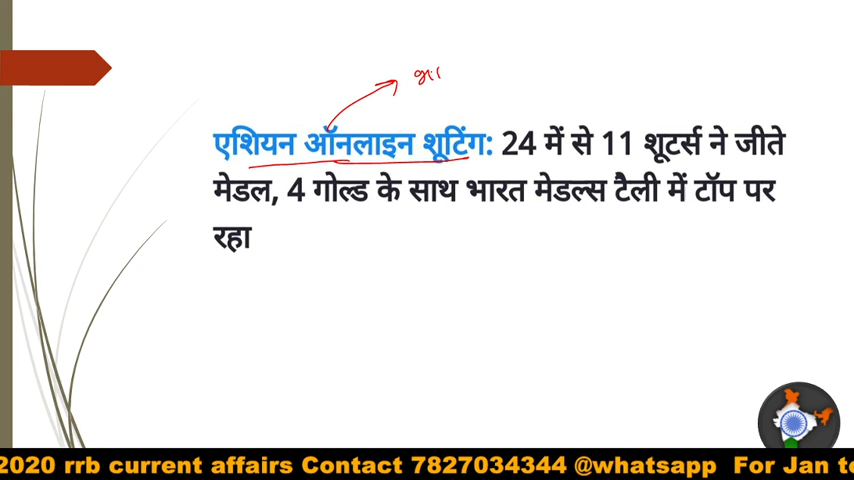 एशियन ऑनलाइन शूटिंग: 24 में से 11 शूटर्स ने जीते
मेडल, 4 गोल्ड के साथ भारत मेडल्स टैली में टॉप पर
रहा
2020 rrb current affairs Contact 7827034344 @whatsapp For Jan to